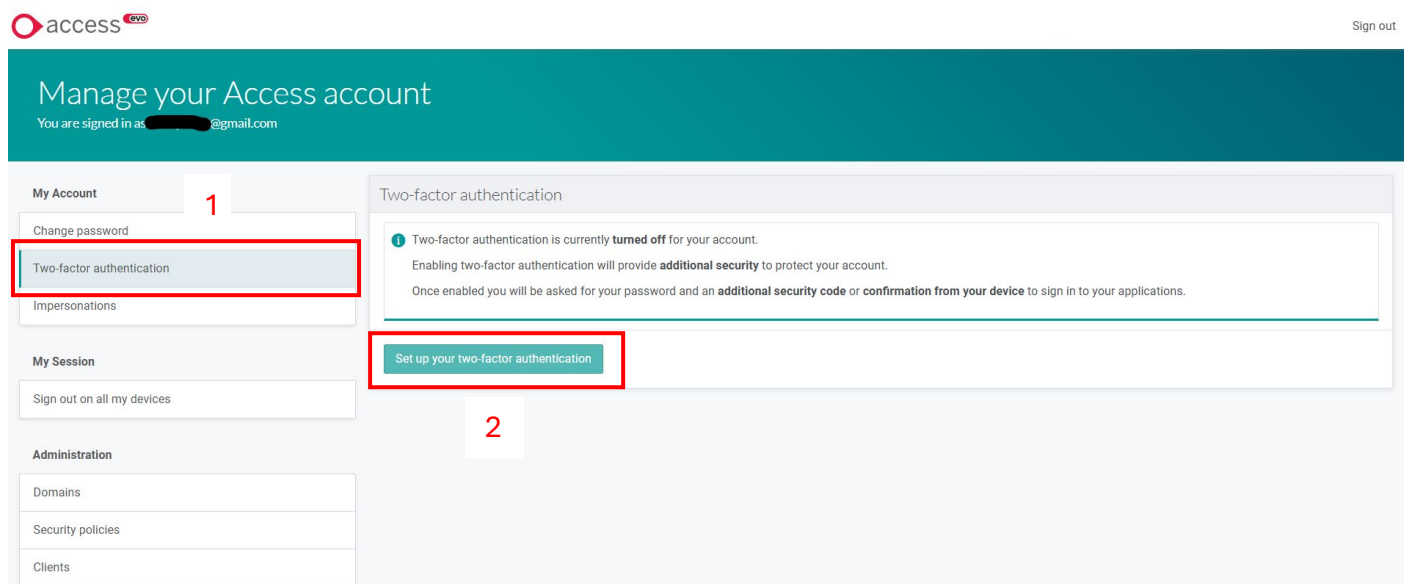 access evo
Sign out
Manage your Access account
You are signed in as @gmail.com
My Account
1
Change password
Two-factor authentication
Impersonations
My Session
Sign out on all my devices
Administration
Domains
Security policies
Clients
Two-factor authentication
Two-factor authentication is currently turned off for your account.
Enabling two-factor authentication will provide additional security to protect your account.
Once enabled you will be asked for your password and an additional security code or confirmation from your device to sign in to your applications.
Set up your two-factor authentication
2